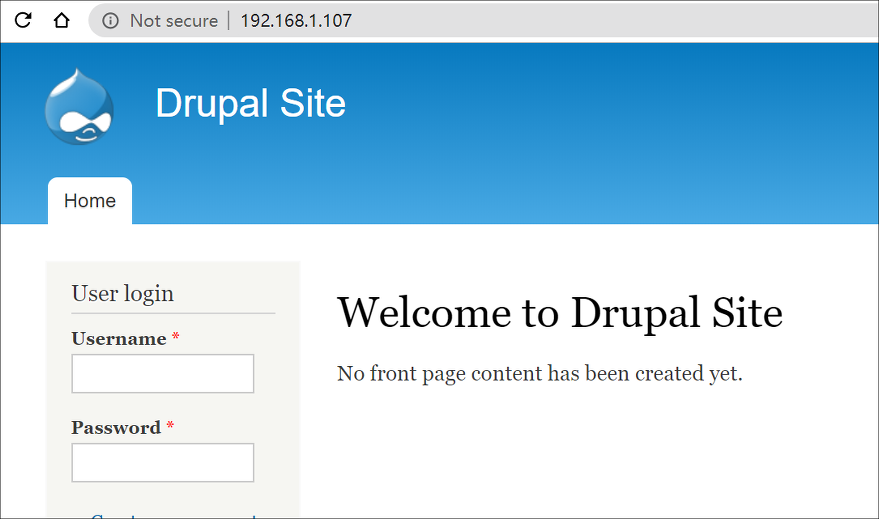 Not secure | 192.168.1.107
Drupal Site
Home
User login
Username *
Password *
Welcome to Drupal Site
No front page content has been created yet.